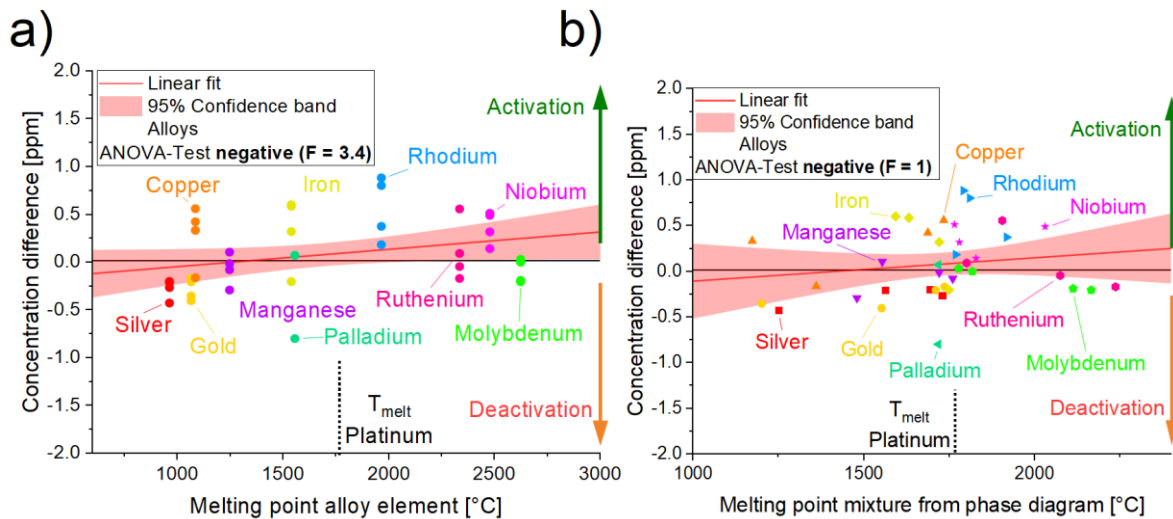 a)
2.0
1.5
1.0
0.5
0.0
-0.5
-1.0
-1.5
-2.0
Concentration difference [ppm]
Linear fit
95% Confidence band
Alloys
ANOVA-Test negative (F = 3.4)
Activation
Copper
Iron
Rhodium
Niobium
Silver
Gold
Manganese
Palladium
Ruthenium
Molybdenum
Tmelt
Platinum
Deactivation
1000
1500
2000
2500
3000
Melting point alloy element [°C]
b)
2.0
1.5
1.0
0.5
0.0
-0.5
-1.0
-1.5
-2.0
Concentration difference [ppm]
Linear fit
95% Confidence band
Alloys
ANOVA-Test negative (F = 1)
Activation
Copper
Iron
Rhodium
Manganese
Niobium
Silver
Gold
Palladium
Ruthenium
Molybdenum
Tmelt
Platinum
Deactivation
1000
1500
2000
Melting point mixture from phase diagram [°C]